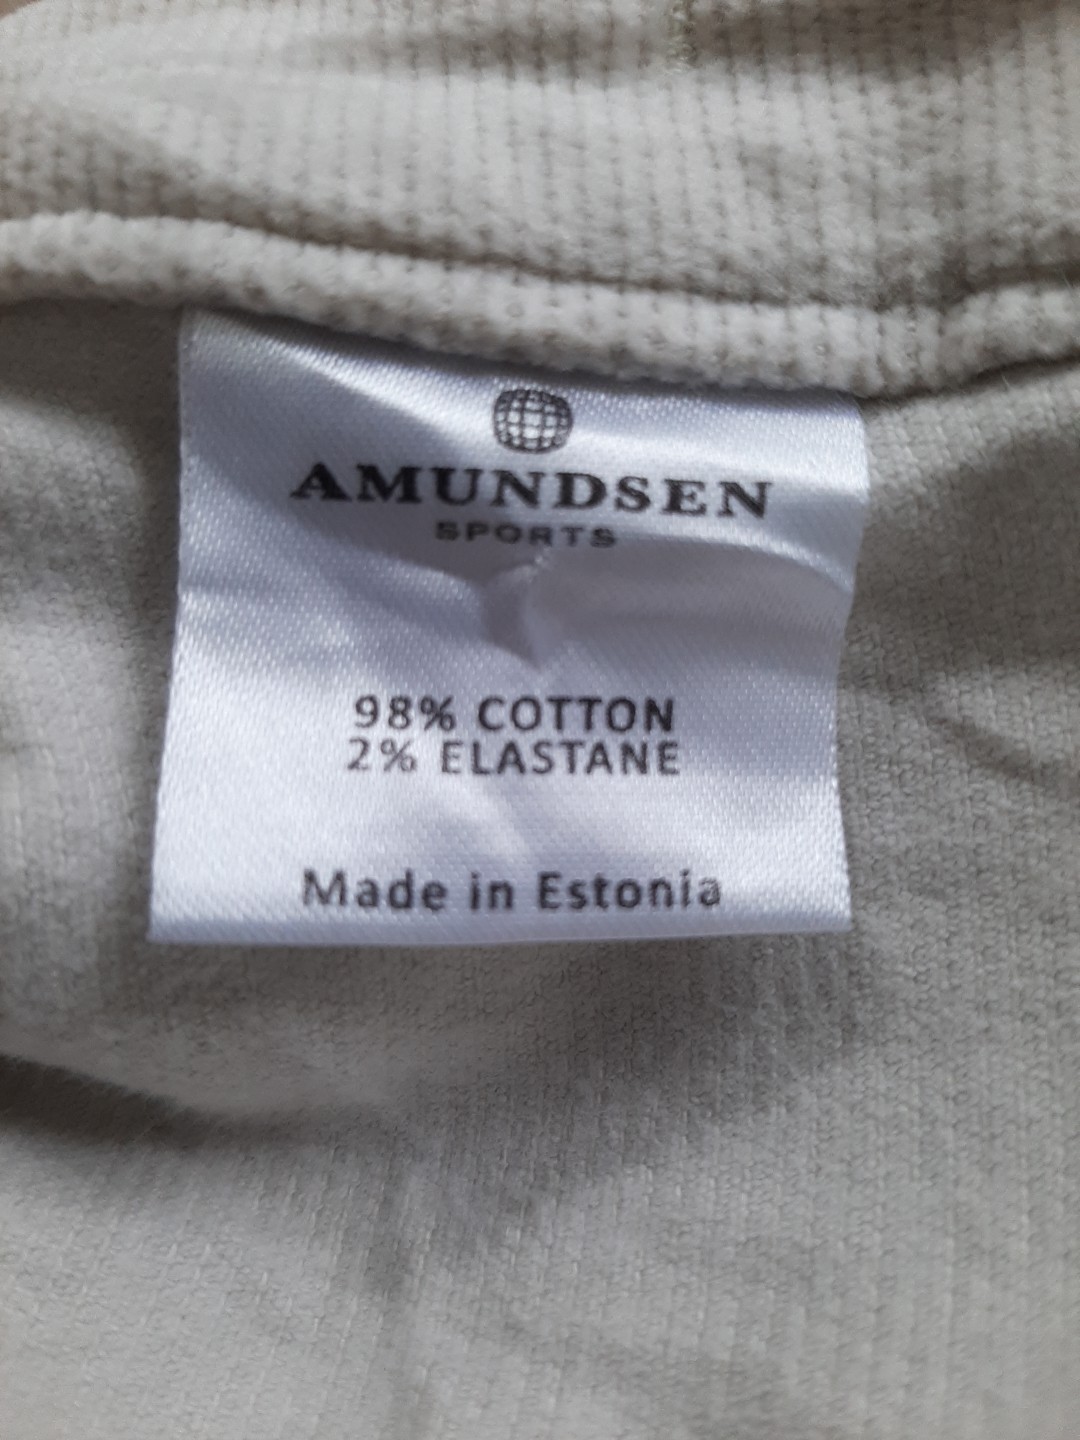 AMUNDSEN
SPORTS
98% COTTON
2% ELASTANE
Made in Estonia